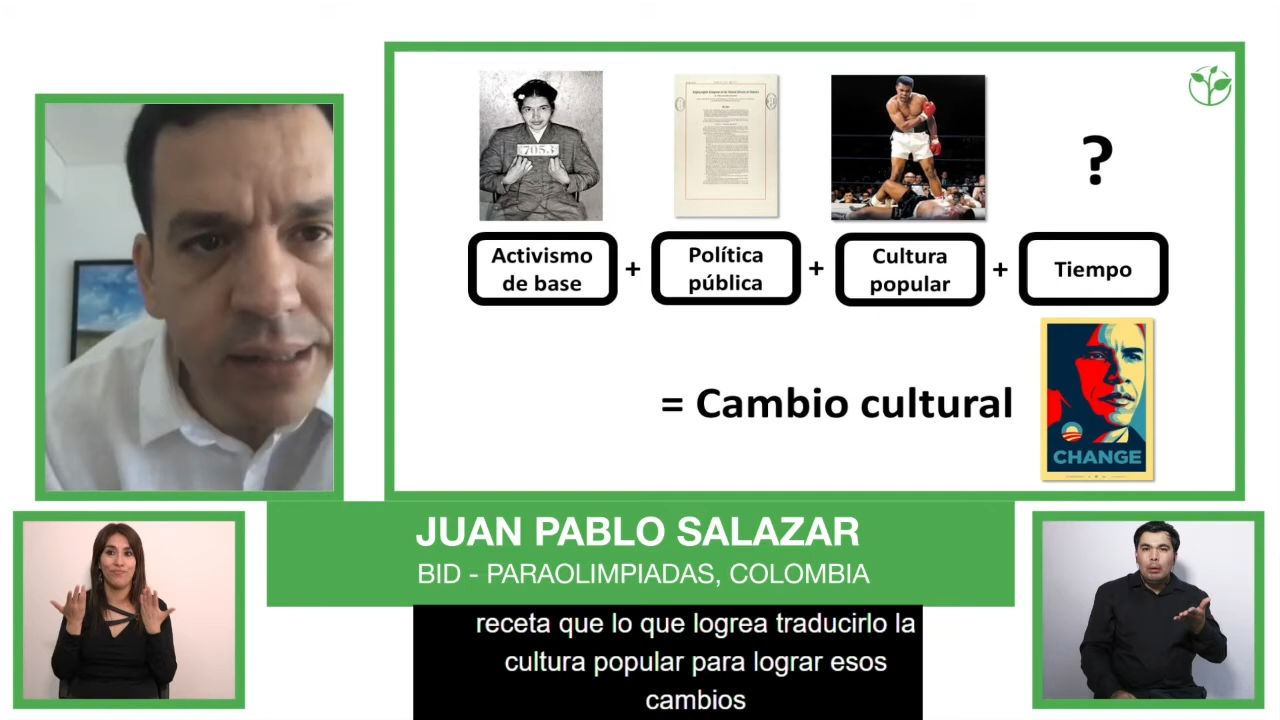 7053
?
Activismo
de base
+
Política
pública
+
Cultura
popular
+
Tiempo
= Cambio cultural
CHANGE
JUAN PABLO SALAZAR
BID - PARAOLIMPIADAS, COLOMBIA
receta que lo que logrea traducirlo la
cultura popular para lograr esos
cambios